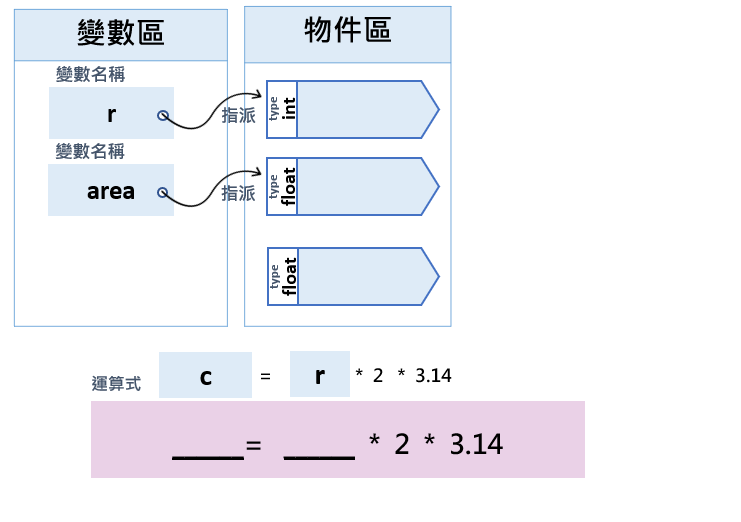 變數區
物件區
變數名稱
r
指派
type
int
變數名稱
area
指派
type
float
type
float
運算式
c = r * 2 * 3.14
_____= _____ * 2 * 3.14